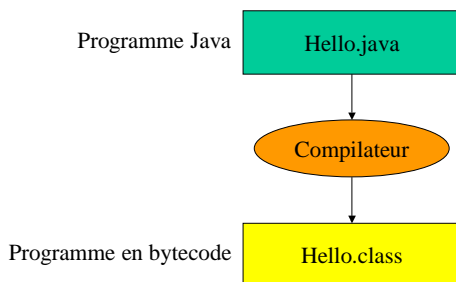 Programme Java
Hello.java
Compilateur
Programme en bytecode
Hello.class